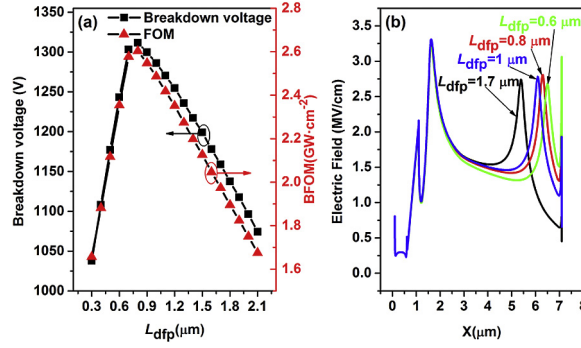 (a)
Breakdown voltage
FOM
Breakdown voltage (V)
1350
1300
1250
1200
1150
1100
1050
1000
0.3 0.6 0.9 1.2 1.5 1.8 2.1
Ldfp(μm)
2.8
2.6
2.4
2.2
2.0
1.8
1.6
BFOM(GW·cm-2)
(b)
Ldfp=0.6 μm
Ldfp=0.8 μm
Ldfp=1 μm
Ldfp=1.7 μm
Electric Field (MV/cm)
3.5
3.0
2.5
2.0
1.5
1.0
0.5
0.0
0 1 2 3 4 5 6 7 8
X(μm)